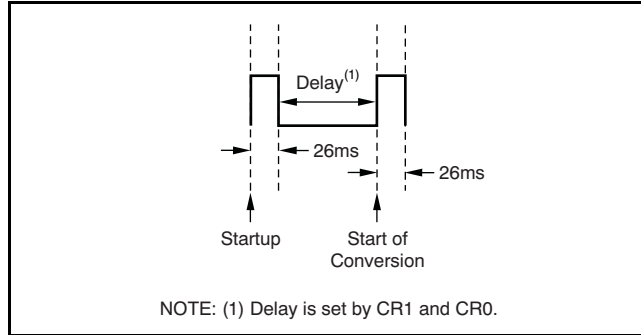 Delay(1)
26ms
26ms
Startup
Start of
Conversion
NOTE: (1) Delay is set by CR1 and CR0.